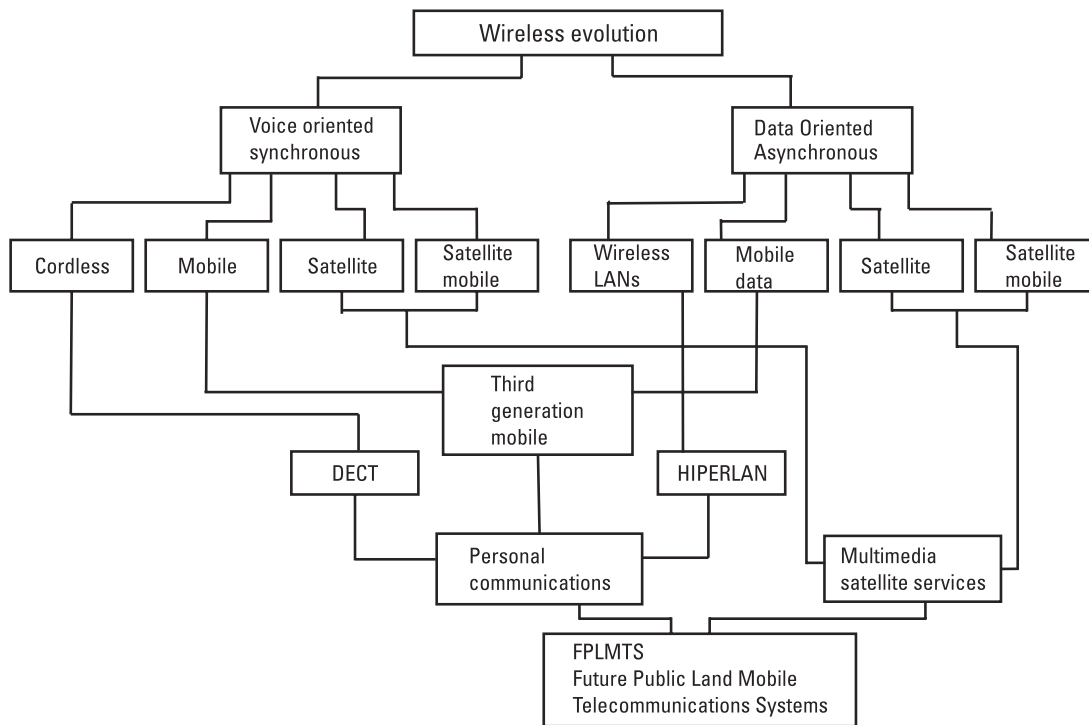 Wireless evolution
Voice oriented
synchronous
Data Oriented
Asynchronous
Cordless
Mobile
Satellite
Satellite
mobile
Wireless
LANs
Mobile
data
Satellite
Satellite
mobile
Third
generation
mobile
DECT
HIPERLAN
Personal
communications
Multimedia
satellite services
FPLMTS
Future Public Land Mobile
Telecommunications Systems